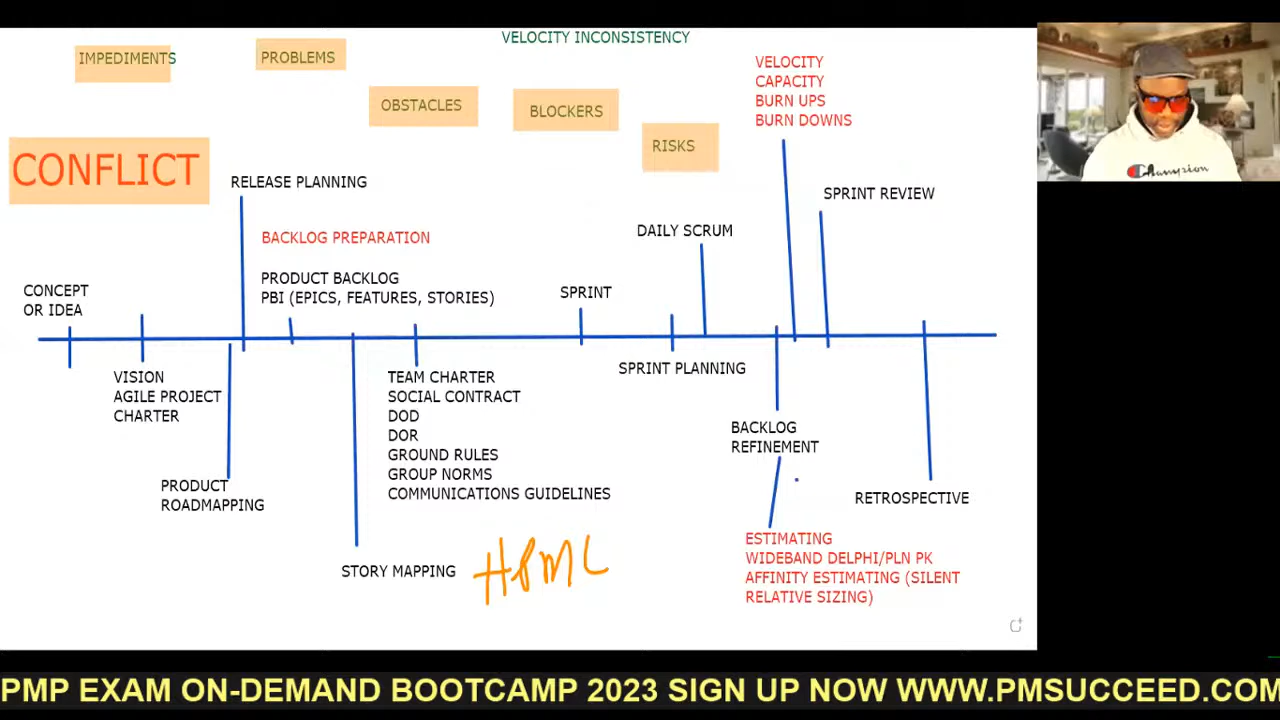 VELOCITY INCONSISTENCY
IMPEDIMENTS
PROBLEMS
VELOCITY
CAPACITY
BURN UPS
BURN DOWNS
OBSTACLES
BLOCKERS
RISKS
CONFLICT
RELEASE PLANNING
SPRINT REVIEW
DAILY SCRUM
BACKLOG PREPARATION
PRODUCT BACKLOG
PBI (EPICS, FEATURES, STORIES)
CONCEPT
OR IDEA
SPRINT
VISION
AGILE PROJECT
CHARTER
TEAM CHARTER
SOCIAL CONTRACT
DOD
DOR
GROUND RULES
GROUP NORMS
COMMUNICATIONS GUIDELINES
SPRINT PLANNING
BACKLOG
REFINEMENT
PRODUCT
ROADMAPPING
RETROSPECTIVE
STORY MAPPING
ESTIMATING
WIDEBAND DELPHI/PLN PK
AFFINITY ESTIMATING (SILENT
RELATIVE SIZING)
Champion
PMP EXAM ON-DEMAND BOOTCAMP 2023 SIGN UP NOW WWW.PMSUCCEED.COM